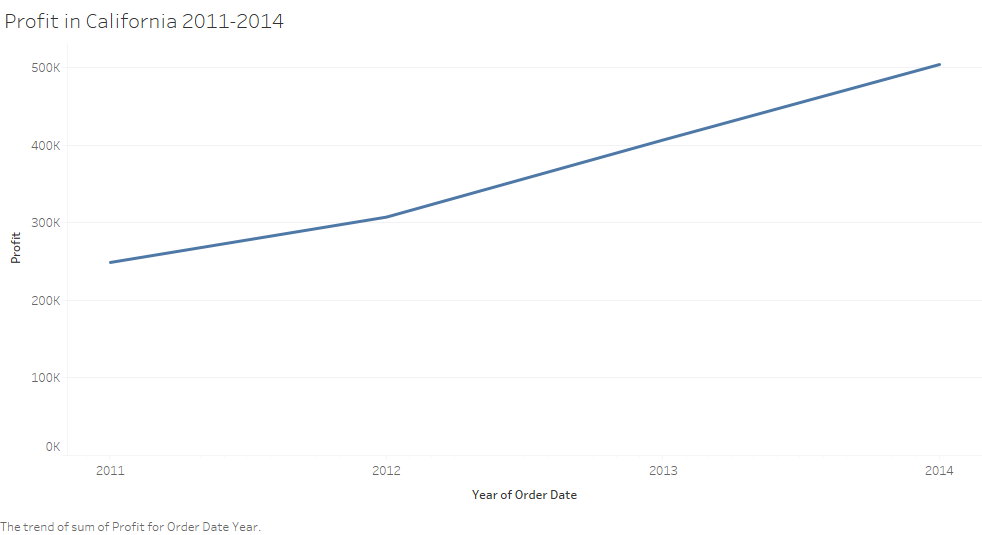 Profit in California 2011-2014
500K
400K
300K
200K
100K
0K
Profit
2011 2012 2013 2014
Year of Order Date
The trend of sum of Profit for Order Date Year.